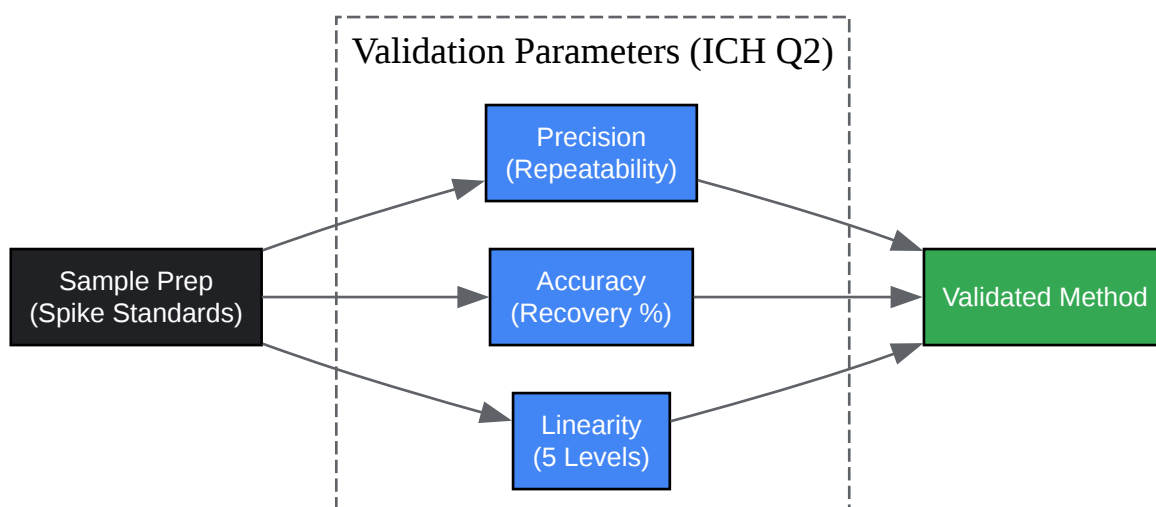 Validation Parameters (ICH Q2)
Precision
(Repeatability)
Sample Prep
(Spike Standards)
Accuracy
(Recovery %)
Validated Method
Linearity
(5 Levels)